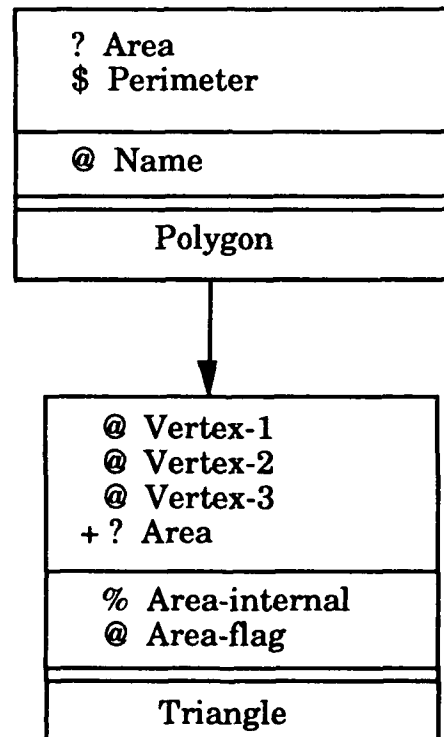 ? Area
$ Perimeter
@ Name
Polygon
@ Vertex-1
@ Vertex-2
@ Vertex-3
+ ? Area
% Area-internal
@ Area-flag
Triangle